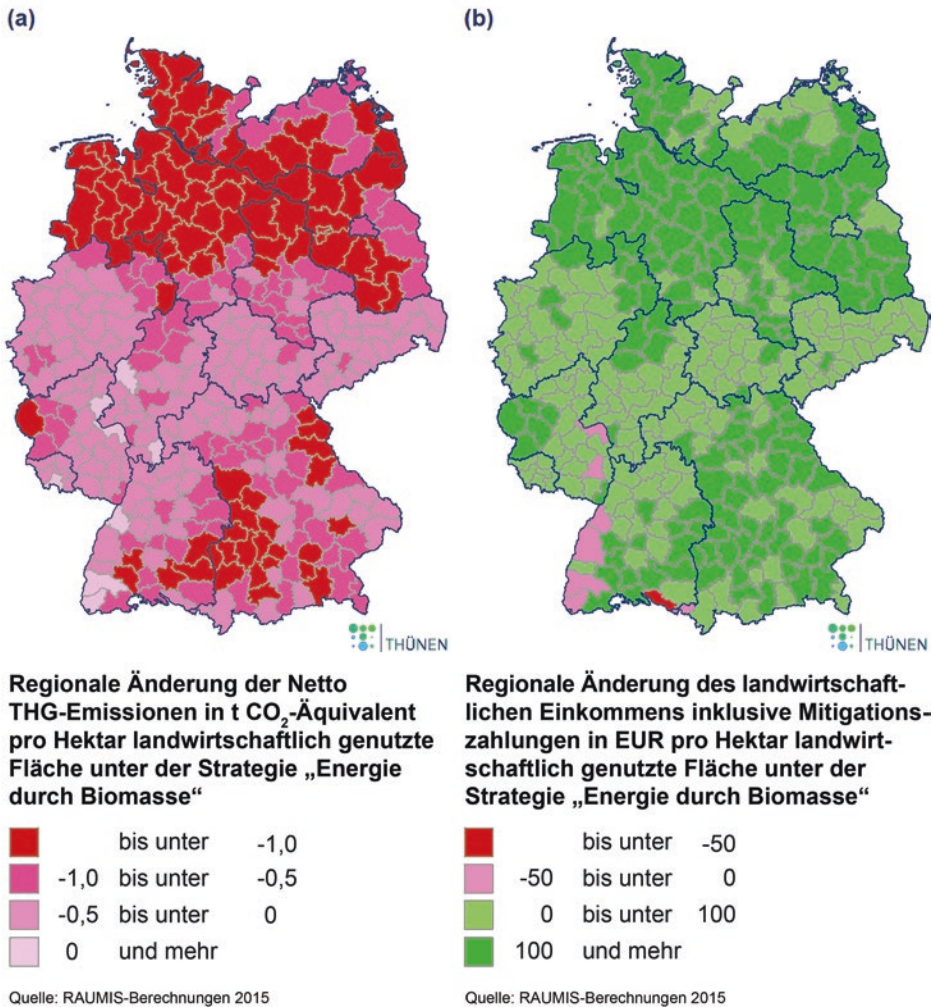 (a)
THÜNEN
Regionale Änderung der Netto
THG-Emissionen in t CO₂-Äquivalent
pro Hektar landwirtschaftlich genutzte
Fläche unter der Strategie „Energie
durch Biomasse“
bis unter -1,0
-1,0 bis unter -0,5
-0,5 bis unter 0
0 und mehr
Quelle: RAUMIS-Berechnungen 2015
(b)
THÜNEN
Regionale Änderung des landwirtschaft-
lichen Einkommens inklusive Mitigations-
zahlungen in EUR pro Hektar landwirt-
schaftlich genutzte Fläche unter der
Strategie „Energie durch Biomasse“
bis unter -50
-50 bis unter 0
0 bis unter 100
100 und mehr
Quelle: RAUMIS-Berechnungen 2015